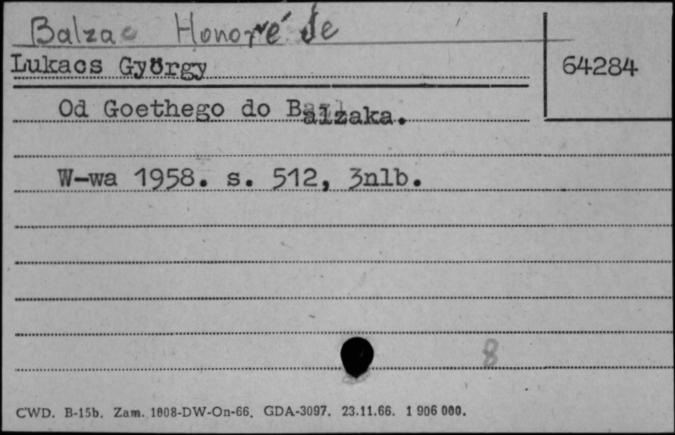 Balzac Honoré de
Lukacs György
64284
Od Goethego do Balzaka.
W-wa 1958. s. 512, 3nlb.
8
CWD. B-15b. Zam. 1808-DW-On-66. GDA-3097. 23.11.66. 1 906 000.